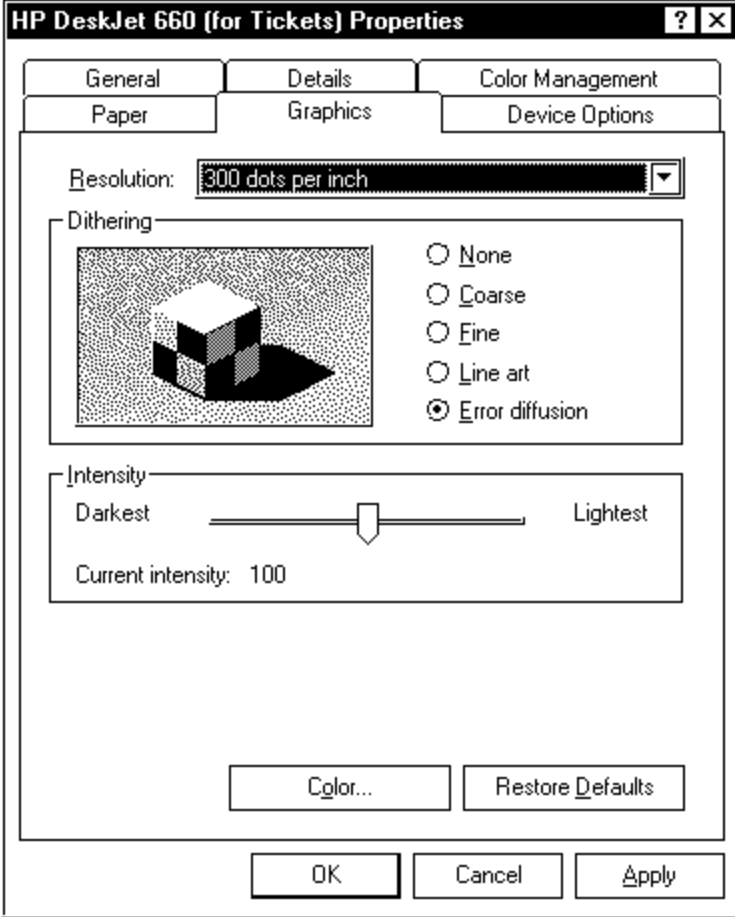 HP DeskJet 660 (for Tickets) Properties ? X
General Details Color Management
Paper Graphics Device Options
Resolution: 300 dots per inch
Dithering
None
Coarse
Fine
Line art
Error diffusion
Intensity
Darkest Lightest
Current intensity: 100
Color... Restore Defaults
OK Cancel Apply